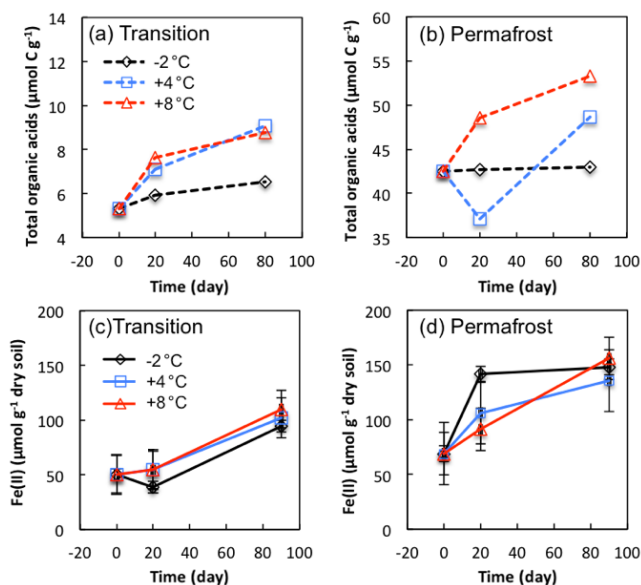 (a) Transition
-2°C
+4°C
+8°C
Total organic acids (µmol C g⁻¹)
14
12
10
8
6
4
-20 0 20 40 60 80 100
Time (day)
(b) Permafrost
Total organic acids (µmol C g⁻¹)
60
55
50
45
40
35
-20 0 20 40 60 80 100
Time (day)
(c)Transition
-2°C
+4°C
+8°C
Fe(II) (µmol g⁻¹ dry soil)
200
150
100
50
0
-20 0 20 40 60 80 100
Time (day)
(d) Permafrost
Fe(II) (µmol g⁻¹ dry soil)
200
150
100
50
0
-20 0 20 40 60 80 100
Time (day)